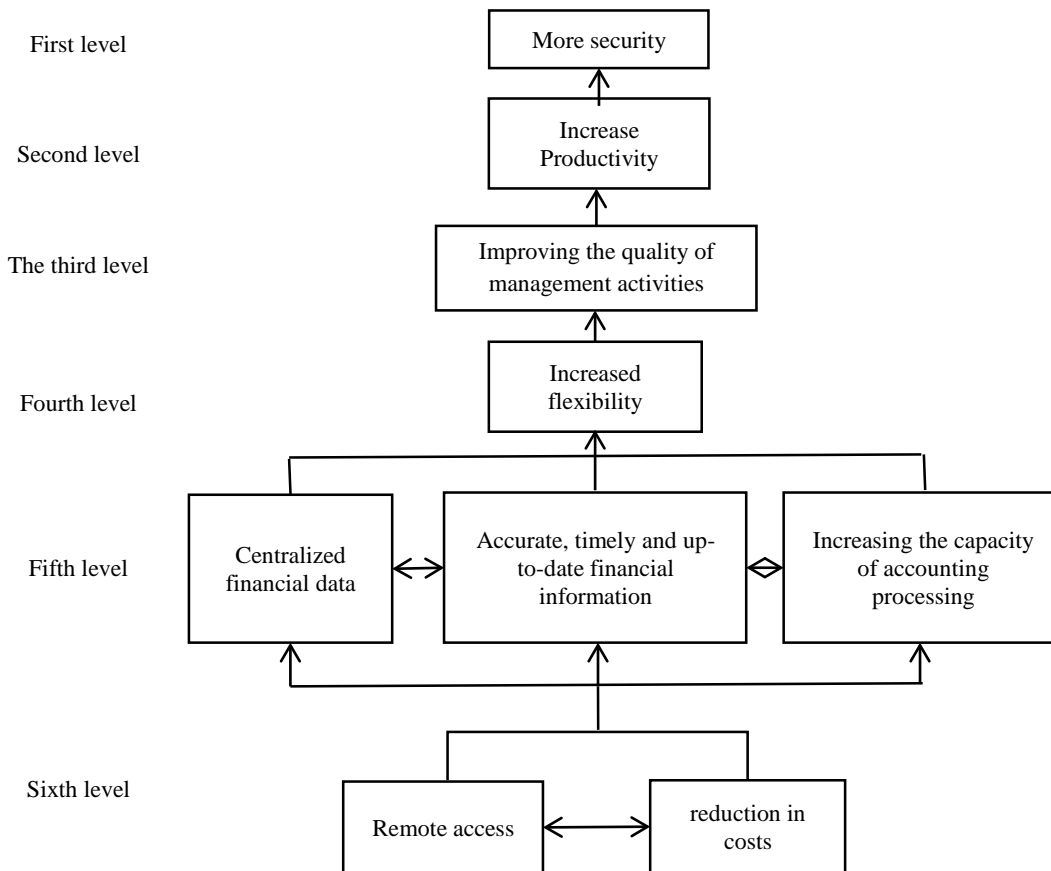 First level
More security
Second level
Increase
Productivity
The third level
Improving the quality of
management activities
Fourth level
Increased
flexibility
Fifth level
Centralized
financial data
Accurate, timely and up-
to-date financial
information
Increasing the capacity
of accounting
processing
Sixth level
Remote access
reduction in
costs